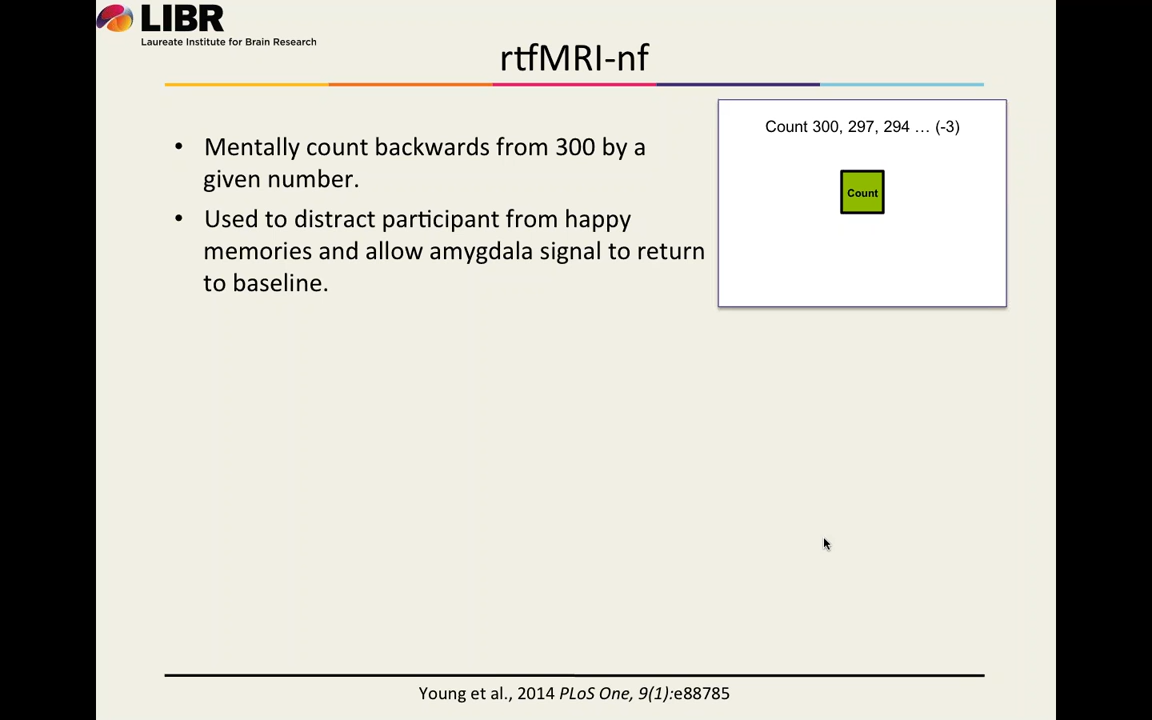 LIBR
Laureate Institute for Brain Research
rtfMRI-nf
• Mentally count backwards from 300 by a
given number.
• Used to distract participant from happy
memories and allow amygdala signal to return
to baseline.
Count 300, 297, 294 … (-3)
Count
Young et al., 2014 PLoS One, 9(1):e88785